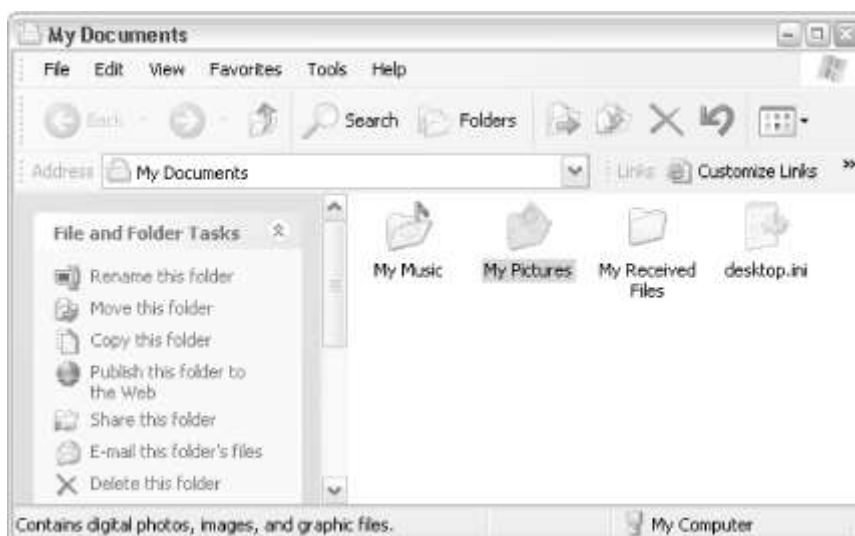 My Documents
File Edit View Favorites Tools Help
Back Search Folders
Address My Documents Links Customize Links »
File and Folder Tasks
Rename this folder
Move this folder
Copy this folder
Publish this folder to
the Web
Share this folder
E-mail this folder's files
Delete this folder
My Music My Pictures My Received
Files
desktop.ini
Contains digital photos, images, and graphic files. My Computer